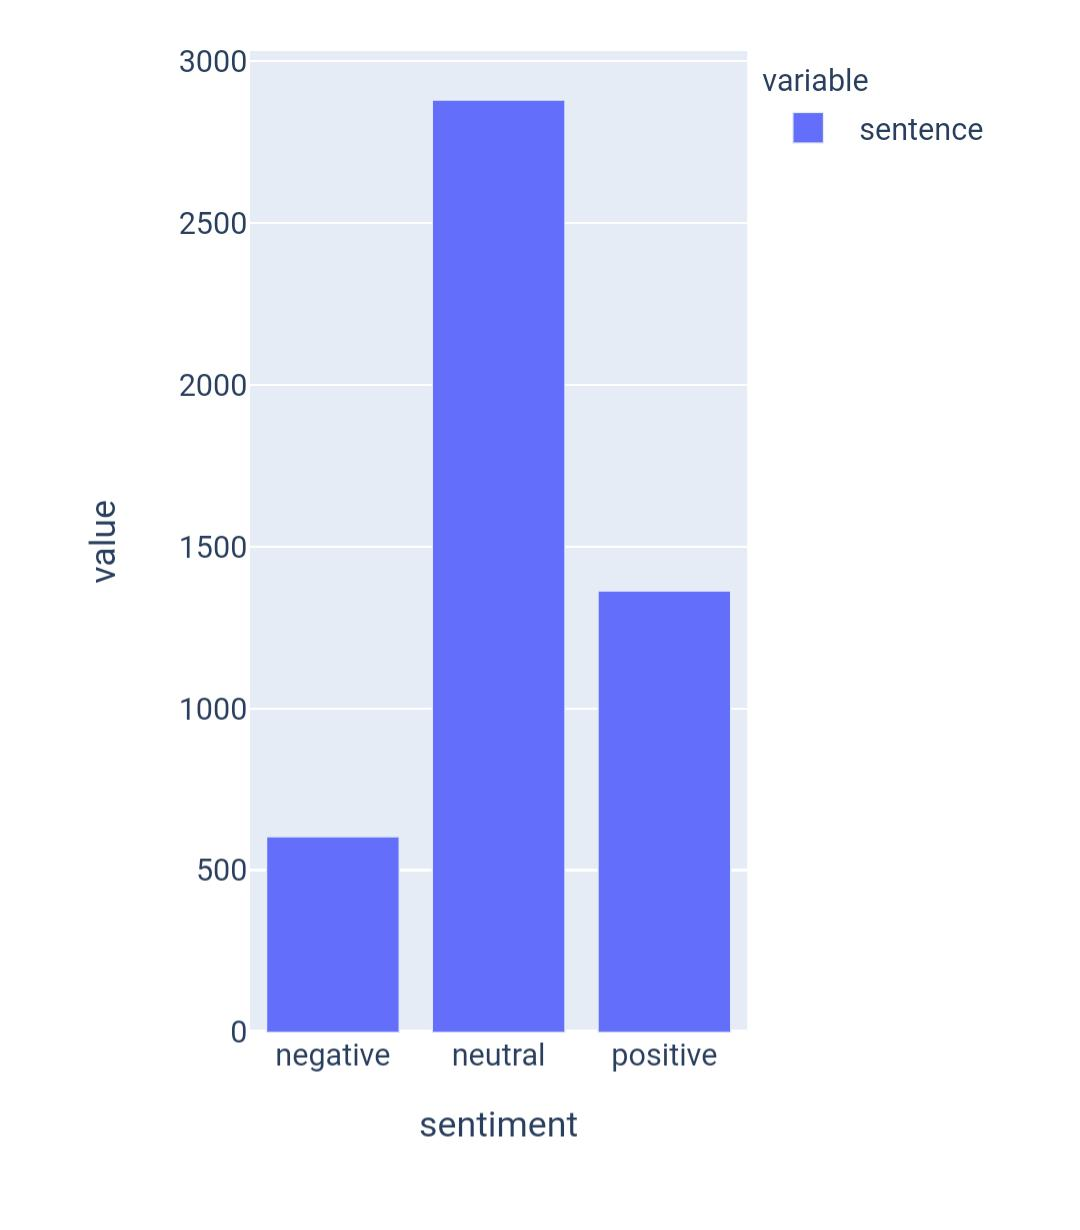 variable
sentence
3000
2500
2000
1500
1000
500
0
value
negative neutral positive
sentiment